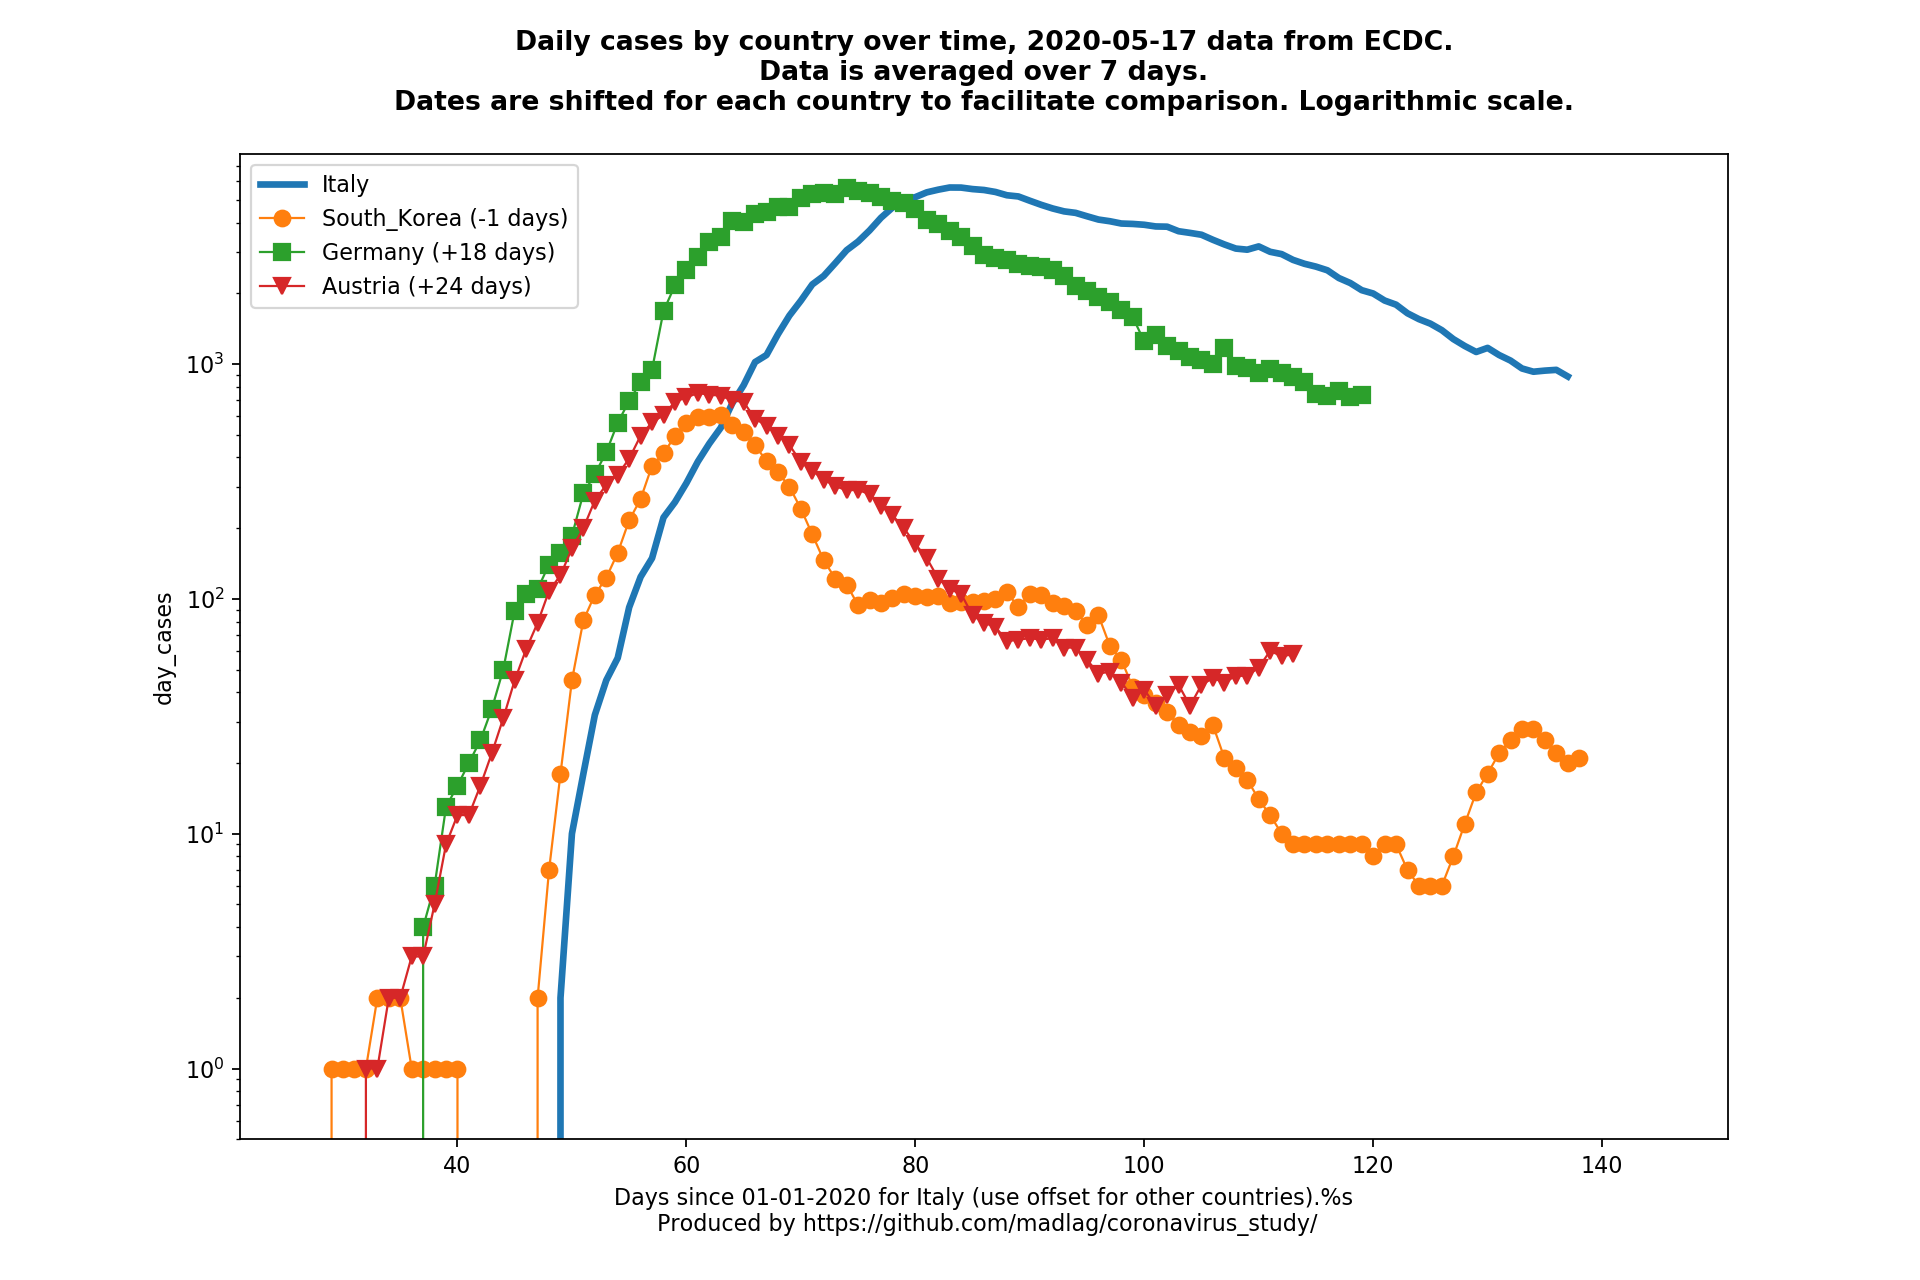 Daily cases by country over time, 2020-05-17 data from ECDC.
Data is averaged over 7 days.
Dates are shifted for each country to facilitate comparison. Logarithmic scale.
Italy
South_Korea (-1 days)
Germany (+18 days)
Austria (+24 days)
10³
10²
10¹
10⁰
day_cases
40 60 80 100 120 140
Days since 01-01-2020 for Italy (use offset for other countries).%s
Produced by https://github.com/madlag/coronavirus_study/